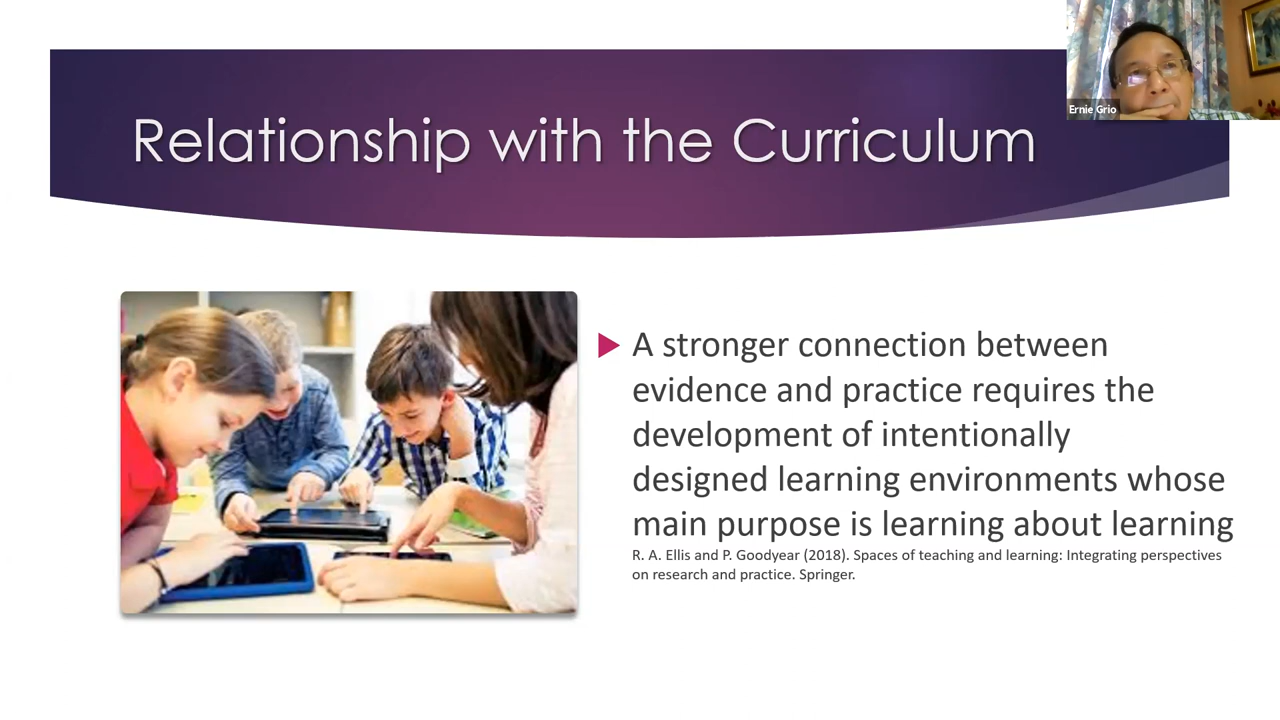 Relationship with the Curriculum
Ernie Grio
A stronger connection between
evidence and practice requires the
development of intentionally
designed learning environments whose
main purpose is learning about learning
R. A. Ellis and P. Goodyear (2018). Spaces of teaching and learning: Integrating perspectives
on research and practice. Springer.